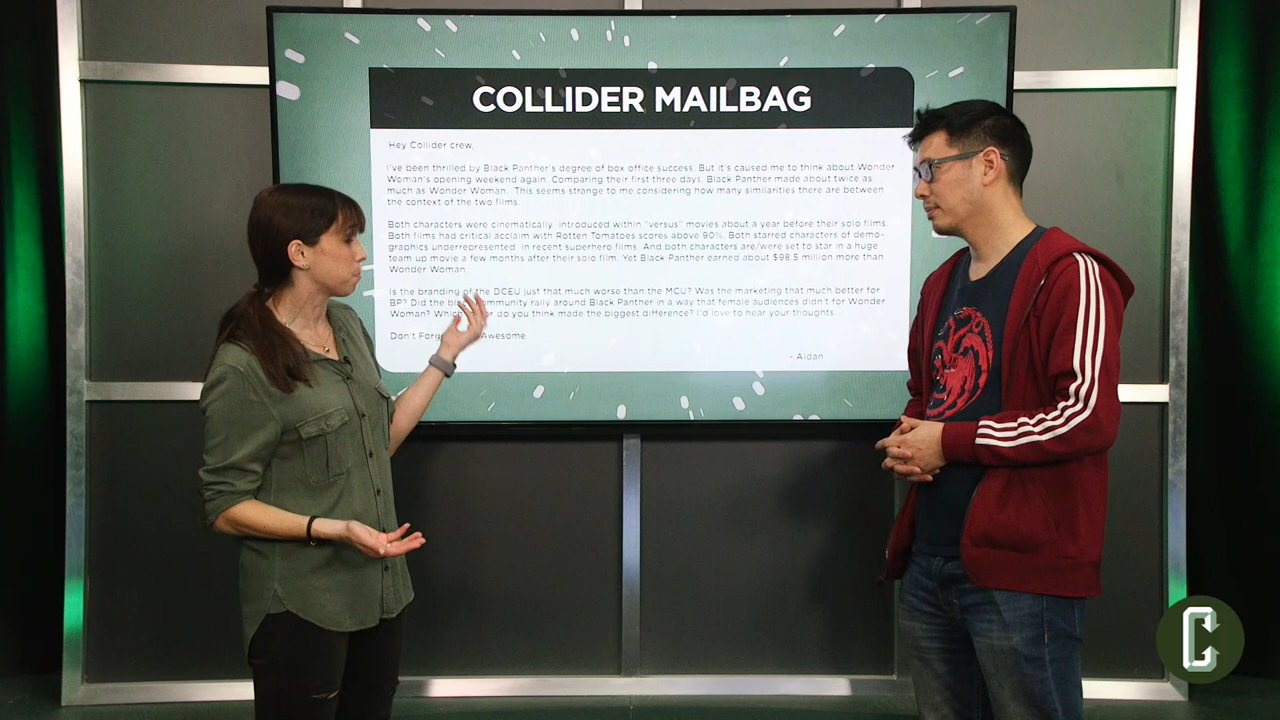 COLLIDER MAILBAG
Hey Collider crew,
I've been thrilled by Black Panther's degree of box office success. But it's caused me to think about Wonder
Woman's opening weekend again. Comparing their first three days, Black Panther made about twice as
much as Wonder Woman. This seems strange to me considering how many similarities there are between
the context of the two films.
Both characters were cinematically introduced within "versus" movies about a year before their solo films.
Both films had critical acclaim with Rotten Tomatoes scores above 90%. Both starred characters of demo-
graphics underrepresented in recent superhero films. And both characters are/were set to star in a huge
team up movie a few months after their solo film. Yet Black Panther earned about $98.5 million more than
Wonder Woman.
Is the branding of the DCEU just that much worse than the MCU? Was the marketing that much better for
BP? Did the community rally around Black Panther in a way that female audiences didn't for Wonder
Woman? do you think made the biggest difference? I'd love to hear your thoughts.
Don't Awesome
- Aidan
C